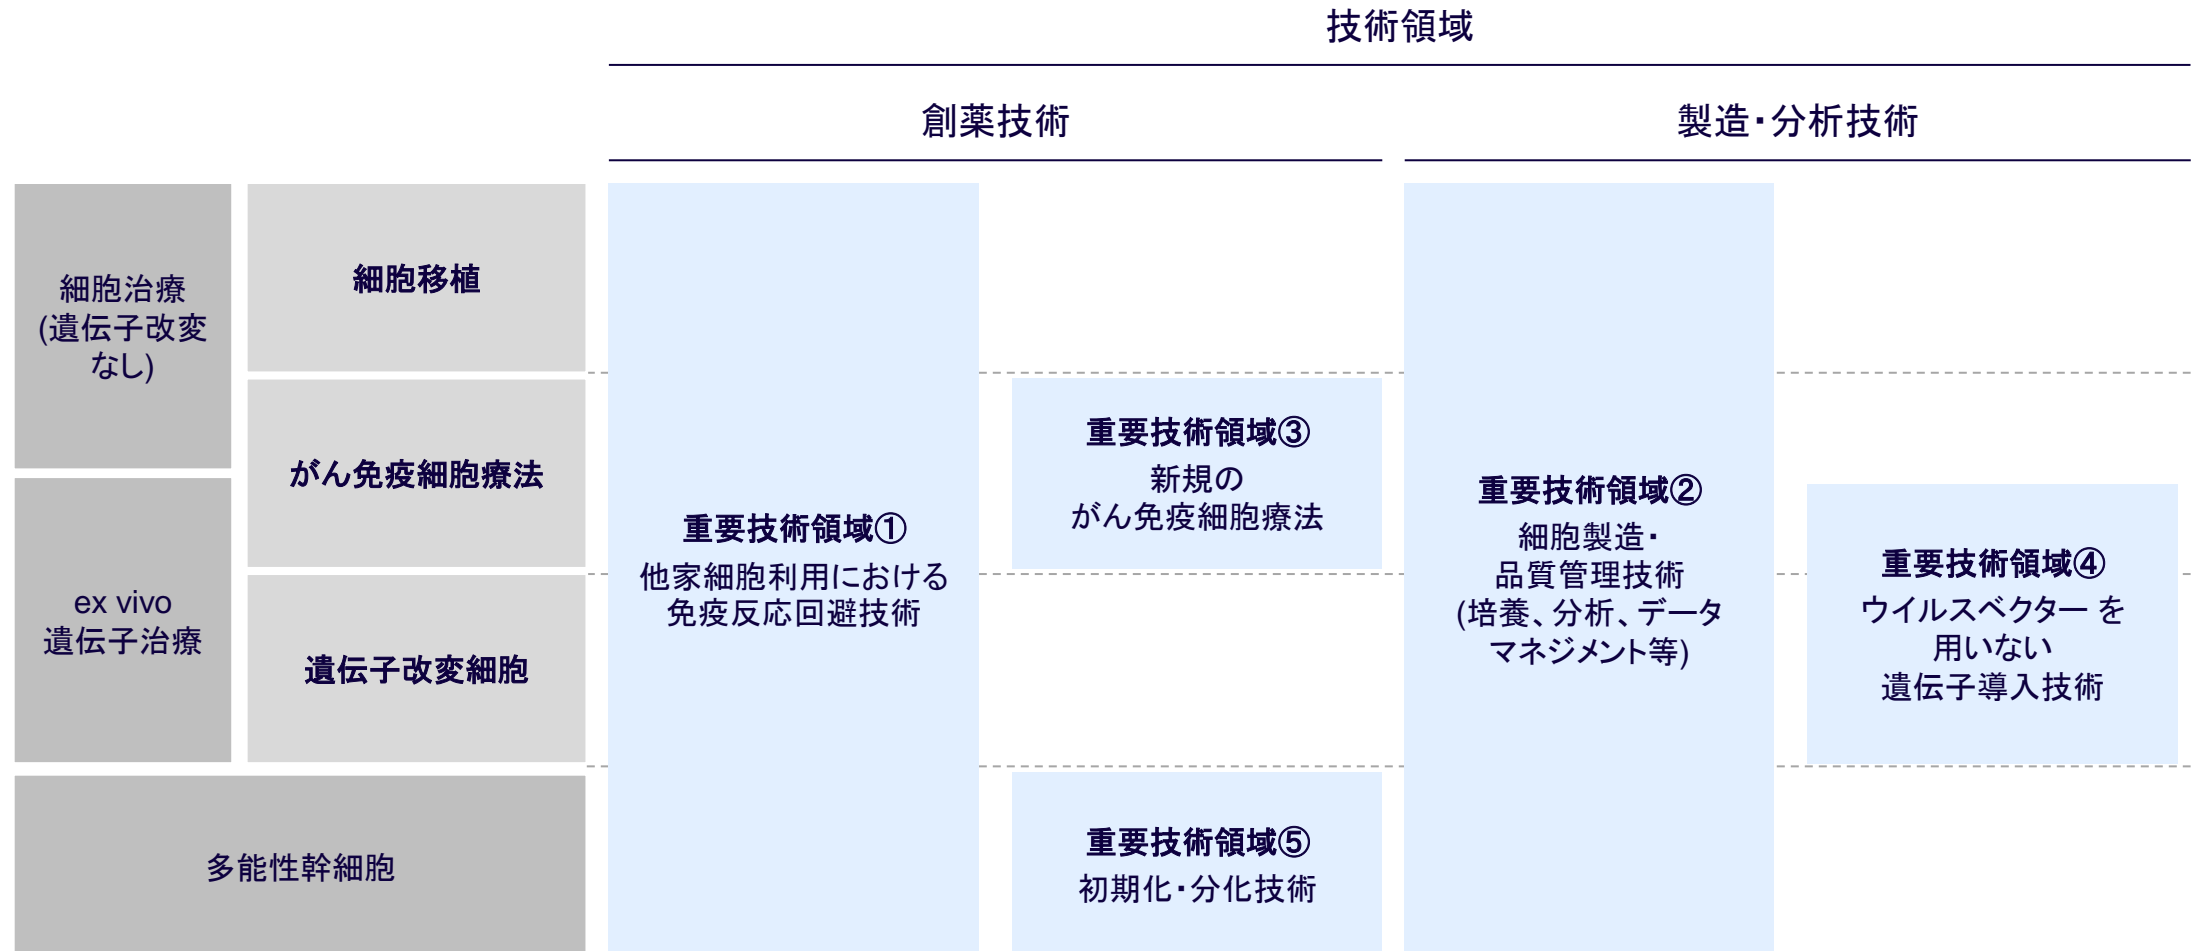 技術領域
創薬技術
製造・分析技術
細胞治療
(遺伝子改変
なし)
細胞移植
がん免疫細胞療法
ex vivo
遺伝子治療
遺伝子改変細胞
多能性幹細胞
重要技術領域①
他家細胞利用における
免疫反応回避技術
重要技術領域③
新規の
がん免疫細胞療法
重要技術領域⑤
初期化・分化技術
重要技術領域②
細胞製造・
品質管理技術
(培養、分析、データ
マネジメント等)
重要技術領域④
ウイルスベクター を
用いない
遺伝子導入技術